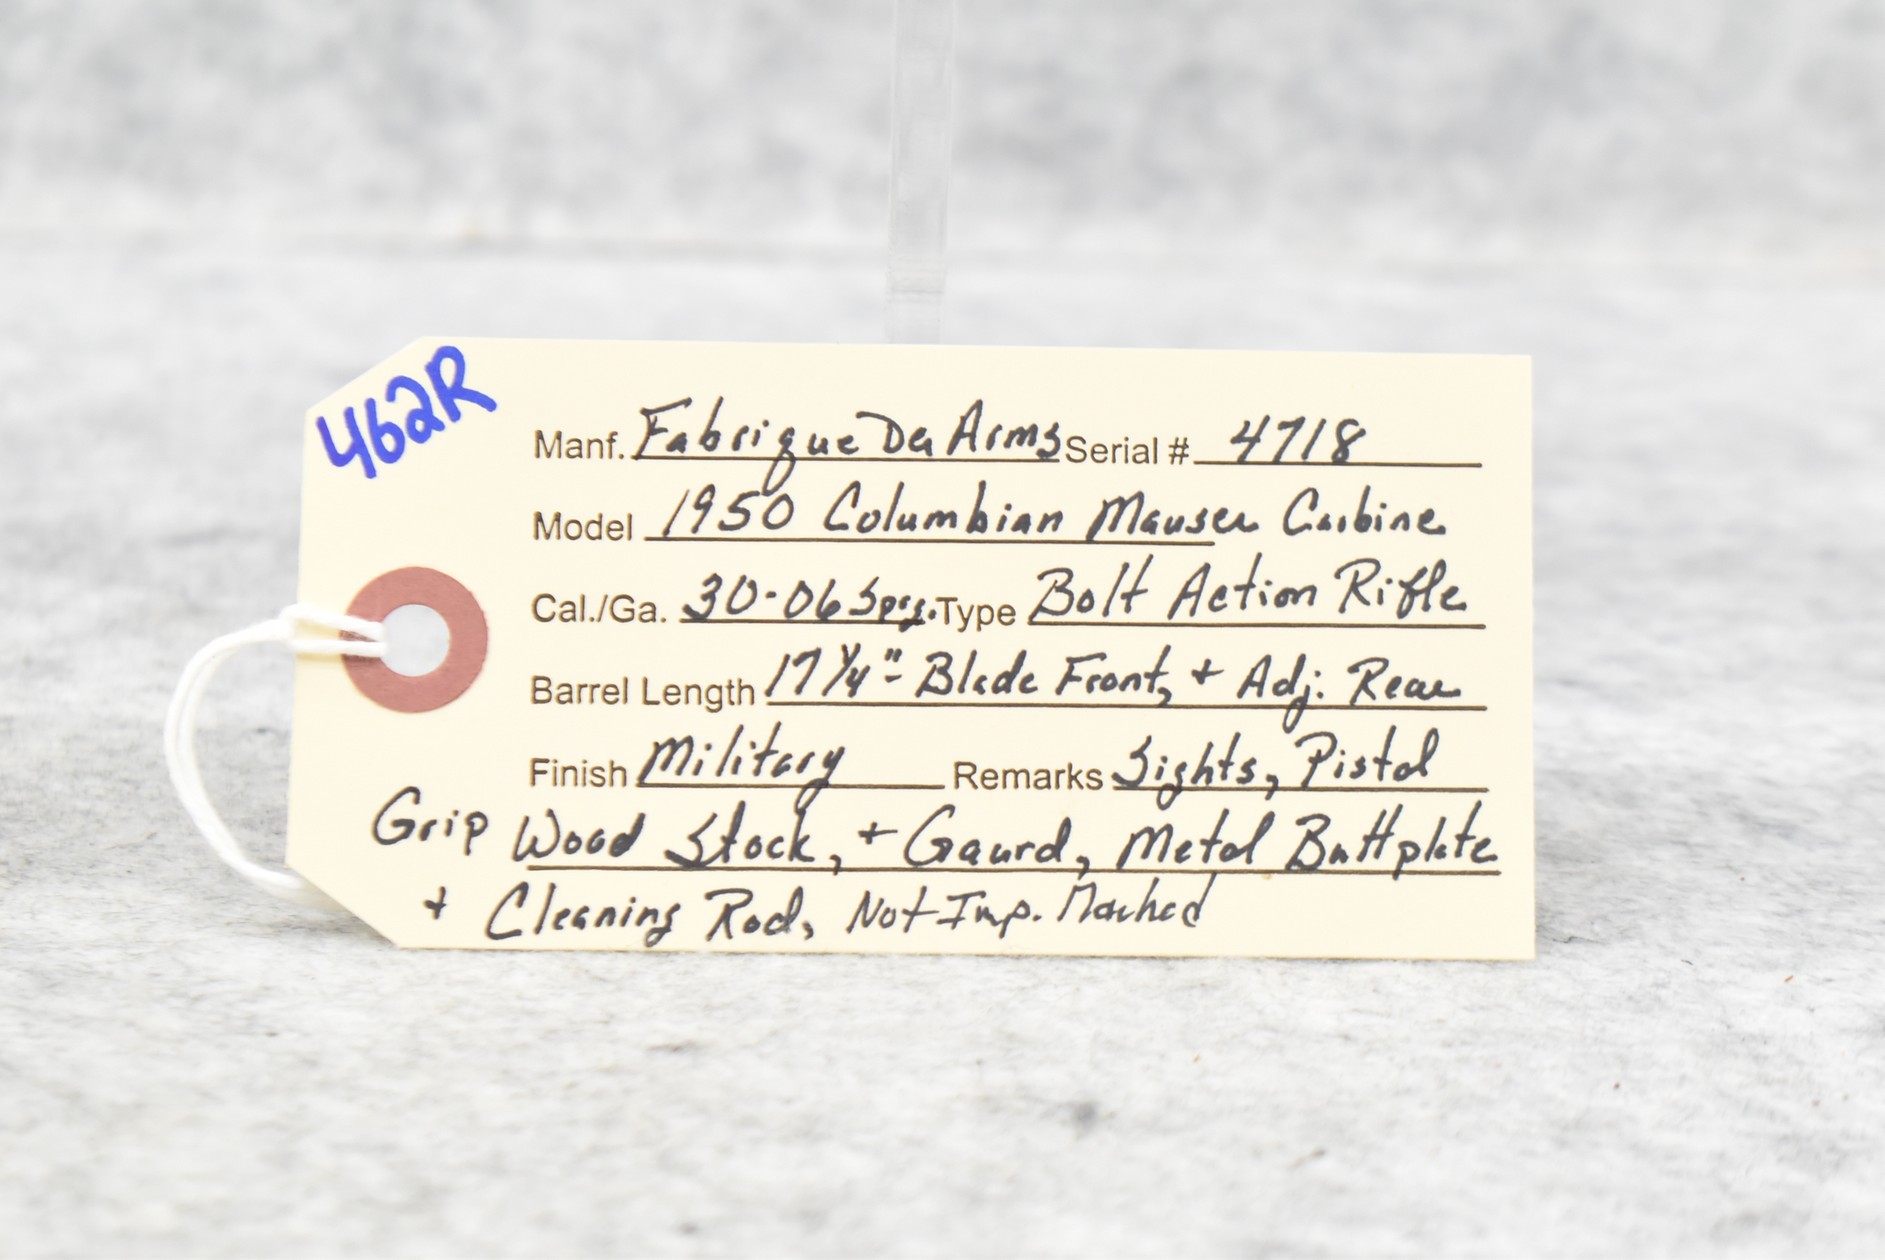 462R
Manf. Fabrique De Arms Serial # 4718
Model 1950 Columbian Mauser Carbine
Cal./Ga. 30-06 Sprg. Type Bolt Action Rifle
Barrel Length 17 1/4"- Blade Front, + Adj. Rear
Finish Military Remarks Sights, Pistol
Grip Wood Stock, + Gaurd, Metal Buttplate
+ Cleaning Rod, Not Imp. Marked